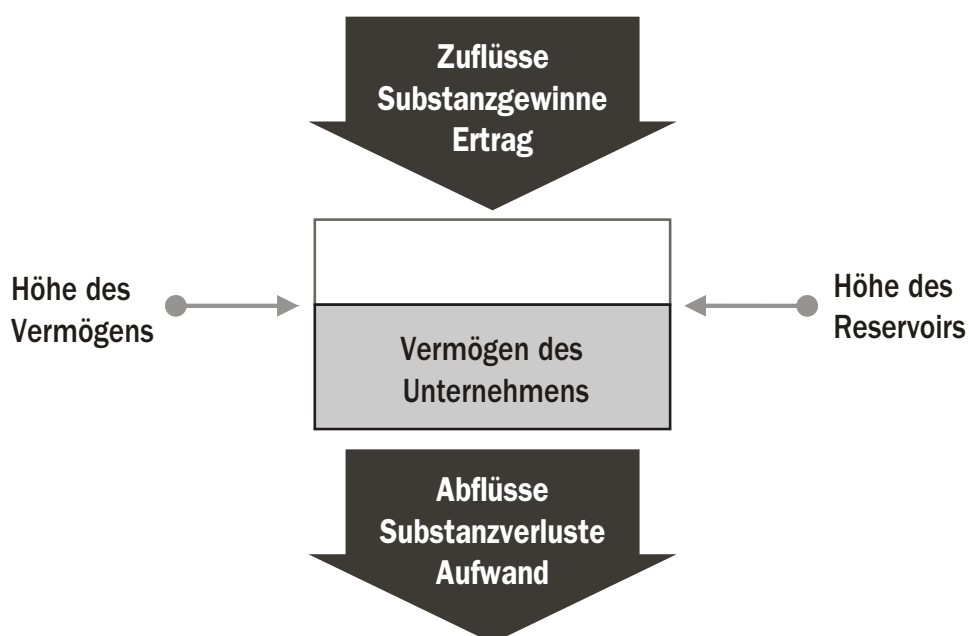 Zuflüsse
Substanzgewinne
Ertrag
Höhe des
Vermögens
Höhe des
Reservoirs
Vermögen des
Unternehmens
Abflüsse
Substanzverluste
Aufwand